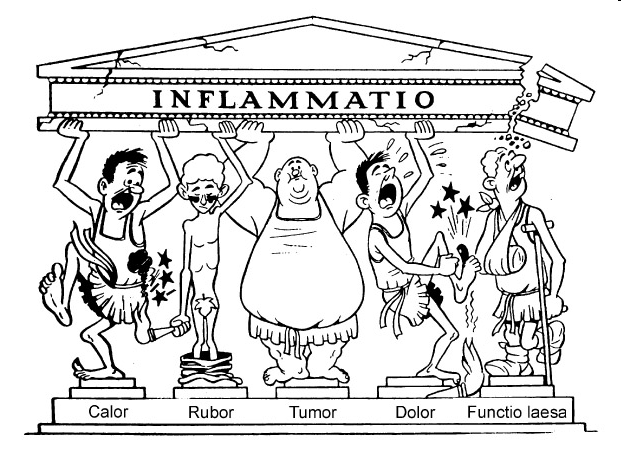 INFLAMMATIO
Calor Rubor Tumor Dolor Functio laesa